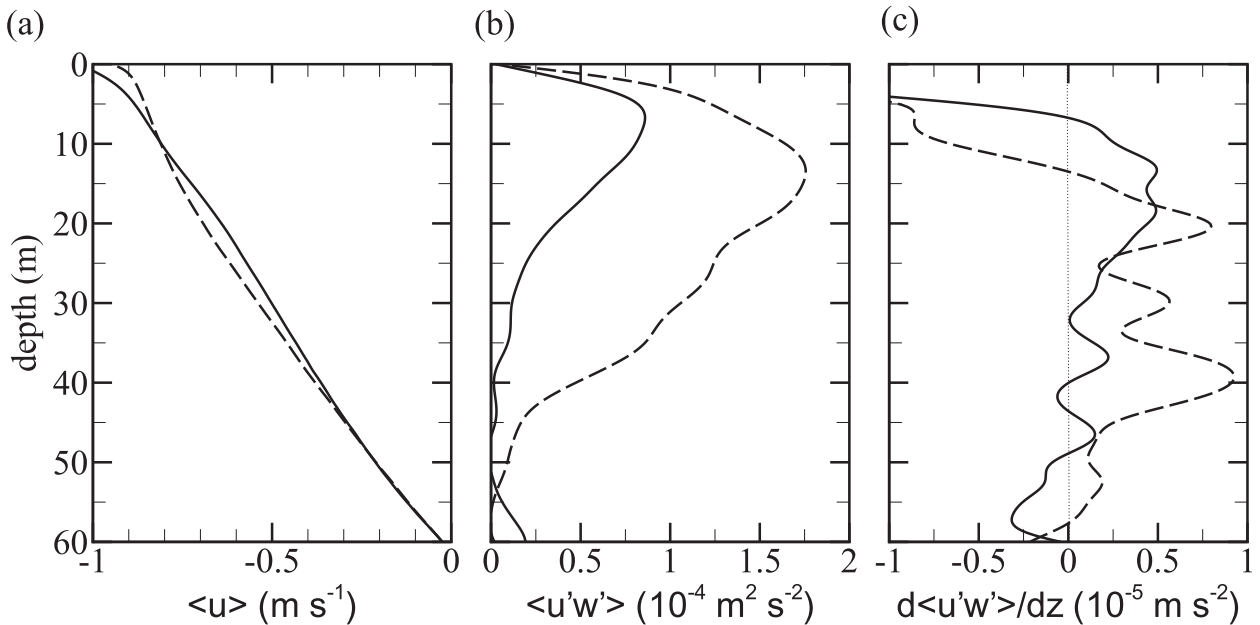 (a)
(b)
(c)
0
10
20
30
40
50
60
depth (m)
-1
-0.5
0
<u> (m s⁻¹)
0
0.5
1
1.5
2
<u'w'> (10⁻⁴ m² s⁻²)
-1
-0.5
0
0.5
1
d<u'w'>/dz (10⁻⁵ m s⁻²)